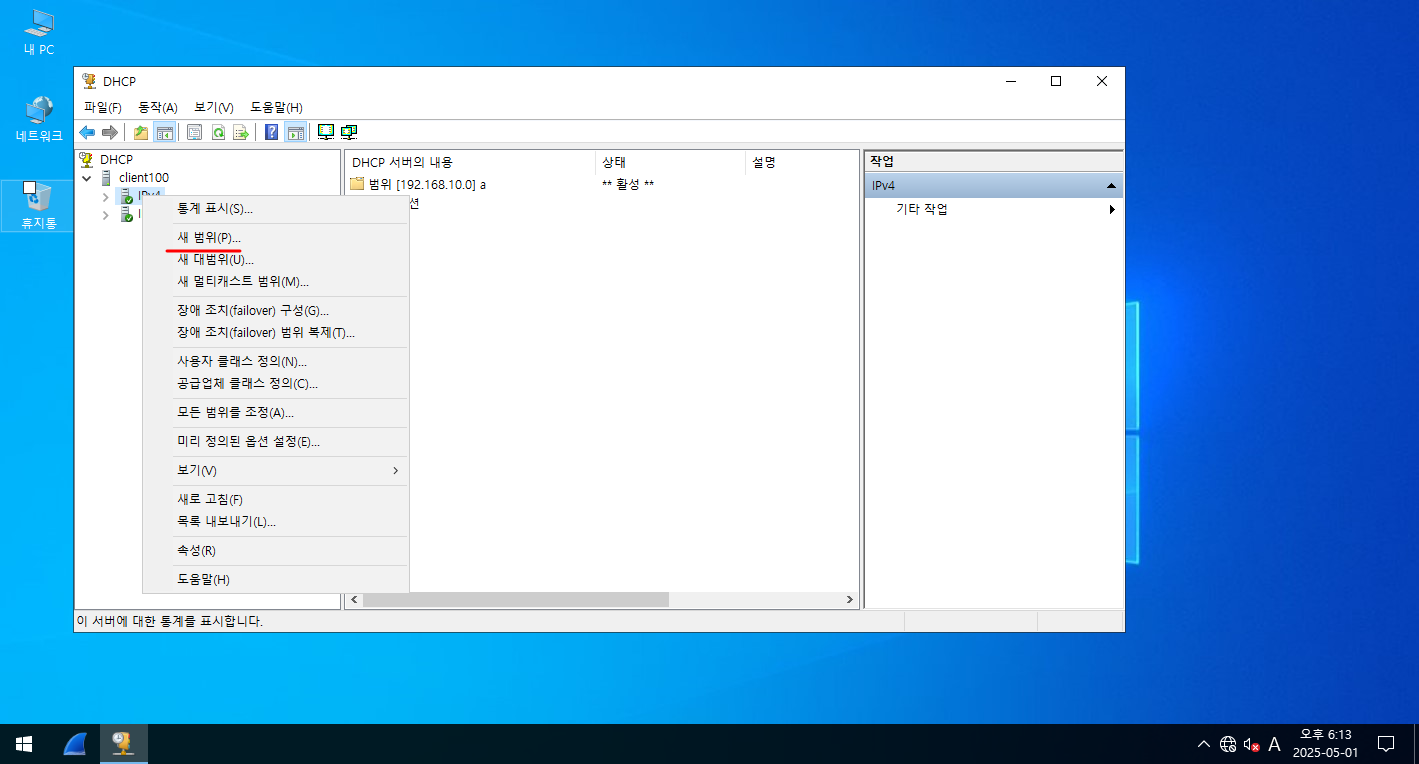 내 PC
네트워크
휴지통
DHCP
파일(F) 동작(A) 보기(V) 도움말(H)
DHCP
client100
IPv4
DHCP 서버의 내용 상태 설명
범위 [192.168.10.0] a ** 활성 **
션
통계 표시(S)...
새 범위(P)...
새 대범위(U)...
새 멀티캐스트 범위(M)...
장애 조치(failover) 구성(G)...
장애 조치(failover) 범위 복제(T)...
사용자 클래스 정의(N)...
공급업체 클래스 정의(C)...
모든 범위를 조정(A)...
미리 정의된 옵션 설정(E)...
보기(V)
새로 고침(F)
목록 내보내기(L)...
속성(R)
도움말(H)
작업
IPv4
기타 작업
이 서버에 대한 통계를 표시합니다.
A
오후 6:13
2025-05-01